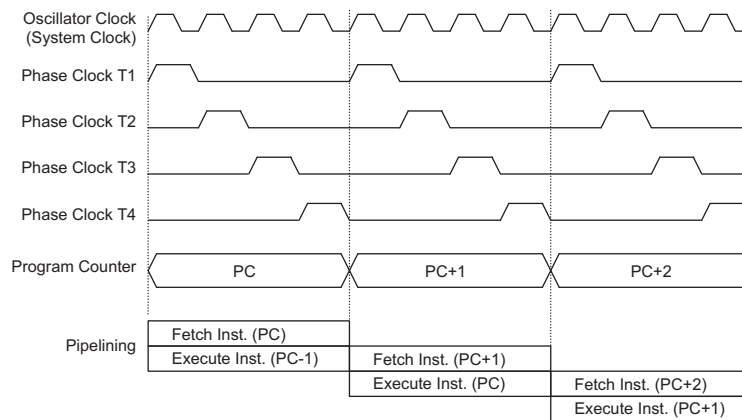 Oscillator Clock
(System Clock)
Phase Clock T1
Phase Clock T2
Phase Clock T3
Phase Clock T4
Program Counter
PC
PC+1
PC+2
Pipelining
Fetch Inst. (PC)
Execute Inst. (PC-1)
Fetch Inst. (PC+1)
Execute Inst. (PC)
Fetch Inst. (PC+2)
Execute Inst. (PC+1)